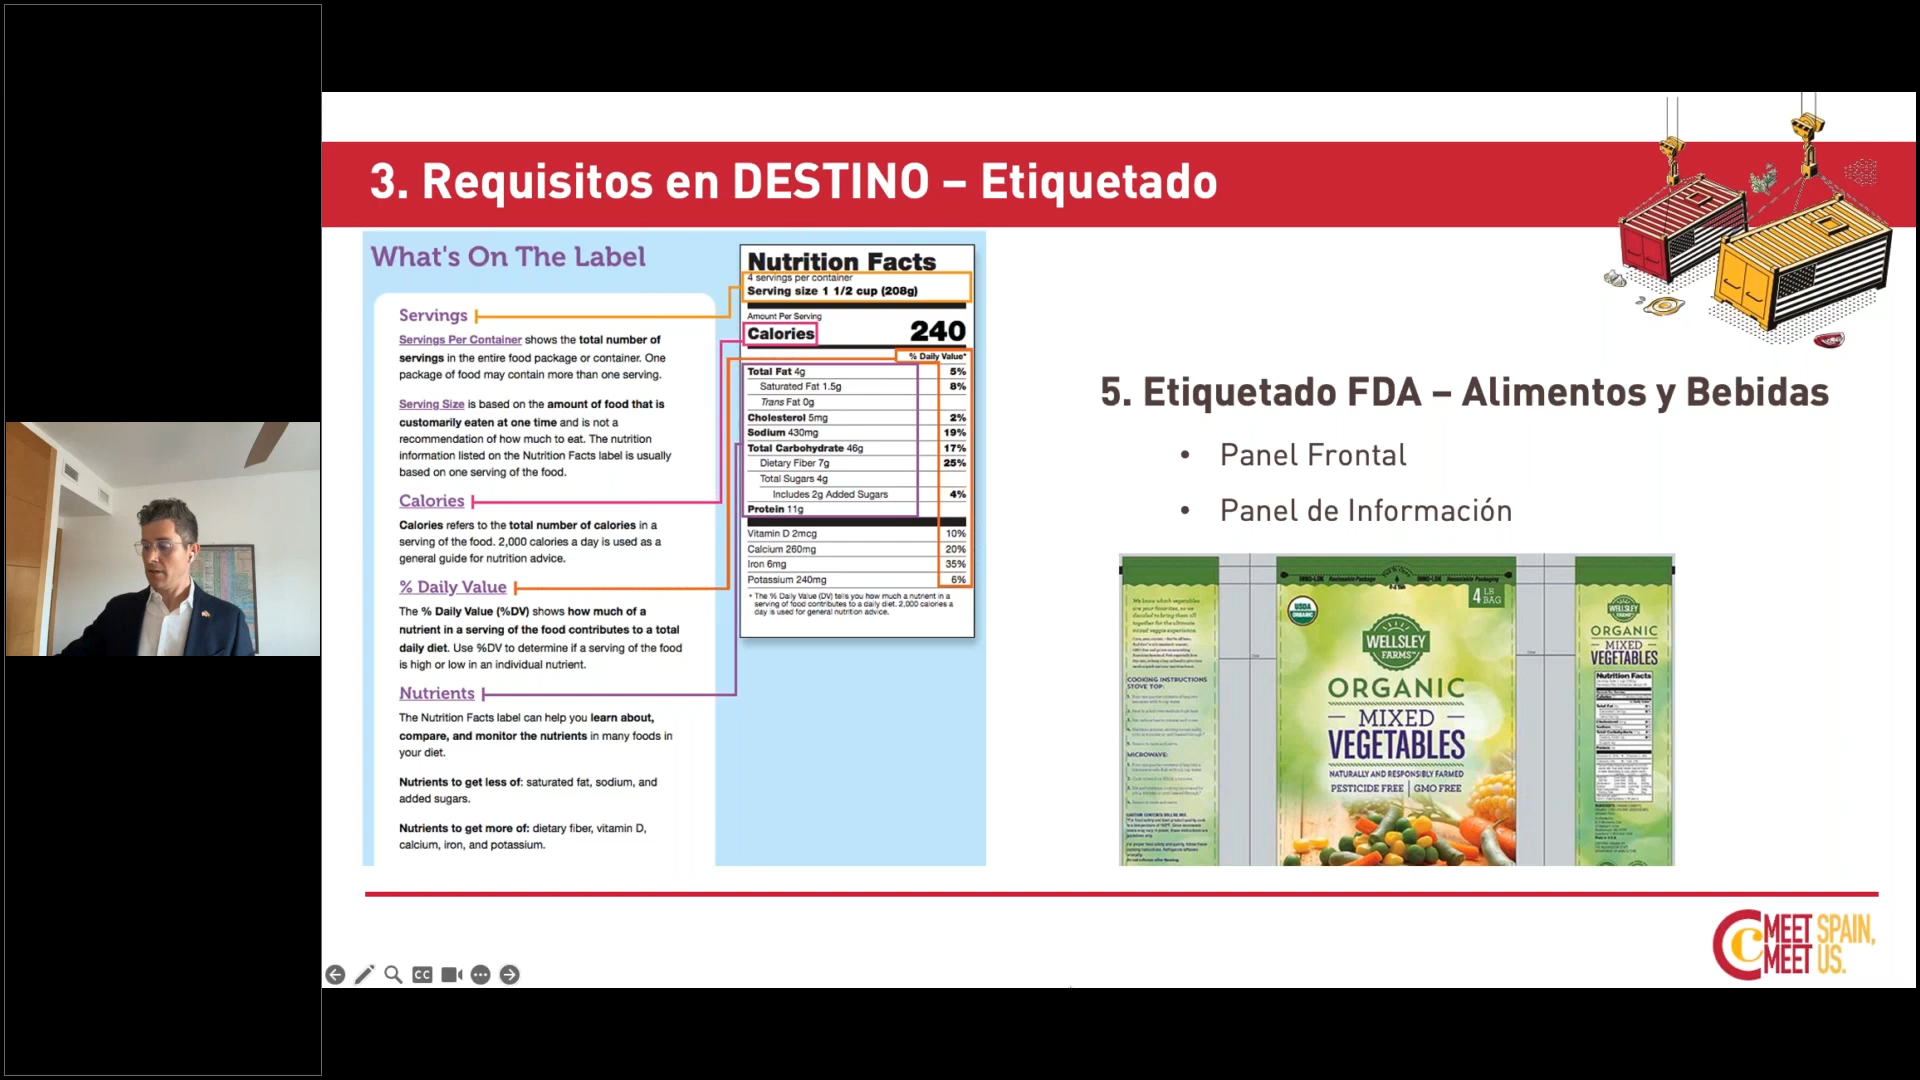 3. Requisitos en DESTINO – Etiquetado
What's On The Label
Servings
Servings Per Container shows the total number of
servings in the entire food package or container. One
package of food may contain more than one serving.
Serving Size is based on the amount of food that is
customarily eaten at one time and is not a
recommendation of how much to eat. The nutrition
information listed on the Nutrition Facts label is usually
based on one serving of the food.
Calories
Calories refers to the total number of calories in a
serving of the food. 2,000 calories a day is used as a
general guide for nutrition advice.
% Daily Value
The % Daily Value (%DV) shows how much of a
nutrient in a serving of the food contributes to a total
daily diet. Use %DV to determine if a serving of the food
is high or low in an individual nutrient.
Nutrients
The Nutrition Facts label can help you learn about,
compare, and monitor the nutrients in many foods in
your diet.
Nutrients to get less of: saturated fat, sodium, and
added sugars.
Nutrients to get more of: dietary fiber, vitamin D,
calcium, iron, and potassium.
Nutrition Facts
4 servings per container
Serving size 1 1/2 cup (208g)
Amount Per Serving
Calories 240
% Daily Value*
Total Fat 4g 5%
Saturated Fat 1.5g 8%
Trans Fat 0g
Cholesterol 5mg 2%
Sodium 430mg 19%
Total Carbohydrate 46g 17%
Dietary Fiber 7g 25%
Total Sugars 4g
Includes 2g Added Sugars 4%
Protein 11g
Vitamin D 2mcg 10%
Calcium 260mg 20%
Iron 6mg 35%
Potassium 240mg 6%
* The % Daily Value (DV) tells you how much a nutrient in a
serving of food contributes to a daily diet. 2,000 calories a
day is used for general nutrition advice.
5. Etiquetado FDA – Alimentos y Bebidas
• Panel Frontal
• Panel de Información
COOKING INSTRUCTIONS
STOVE TOP:
MICROWAVE:
USDA
ORGANIC
4 LB
BAG
WELLSLEY
FARMS
ORGANIC
MIXED
VEGETABLES
NATURALLY AND RESPONSIBLY FARMED
PESTICIDE FREE | GMO FREE
WELLSLEY
FARMS
ORGANIC
MIXED
VEGETABLES
Nutrition Facts
MEET SPAIN,
MEET US.
CC